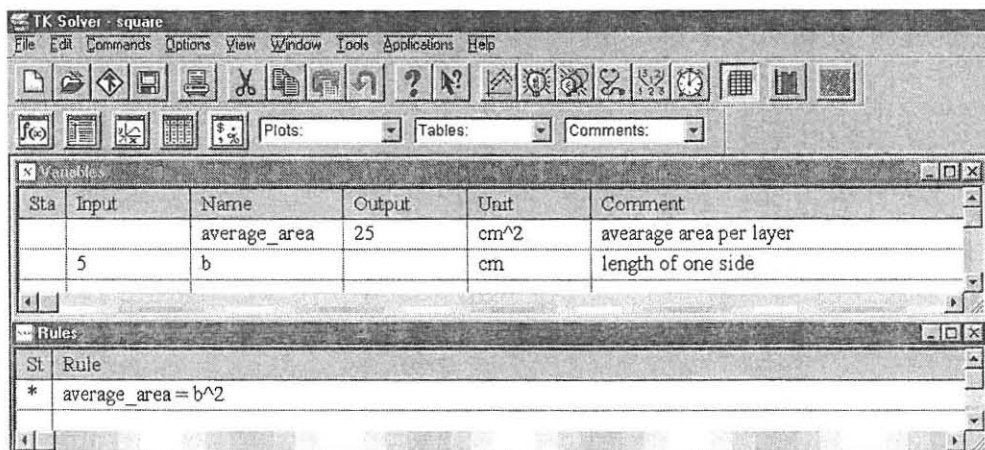 TK Solver - square
File Edit Commands Options View Window Tools Applications Help
Plots: Tables: Comments:
Variables
Sta Input Name Output Unit Comment
average_area 25 cm^2 avearage area per layer
5 b cm length of one side
Rules
St Rule
* average_area = b^2